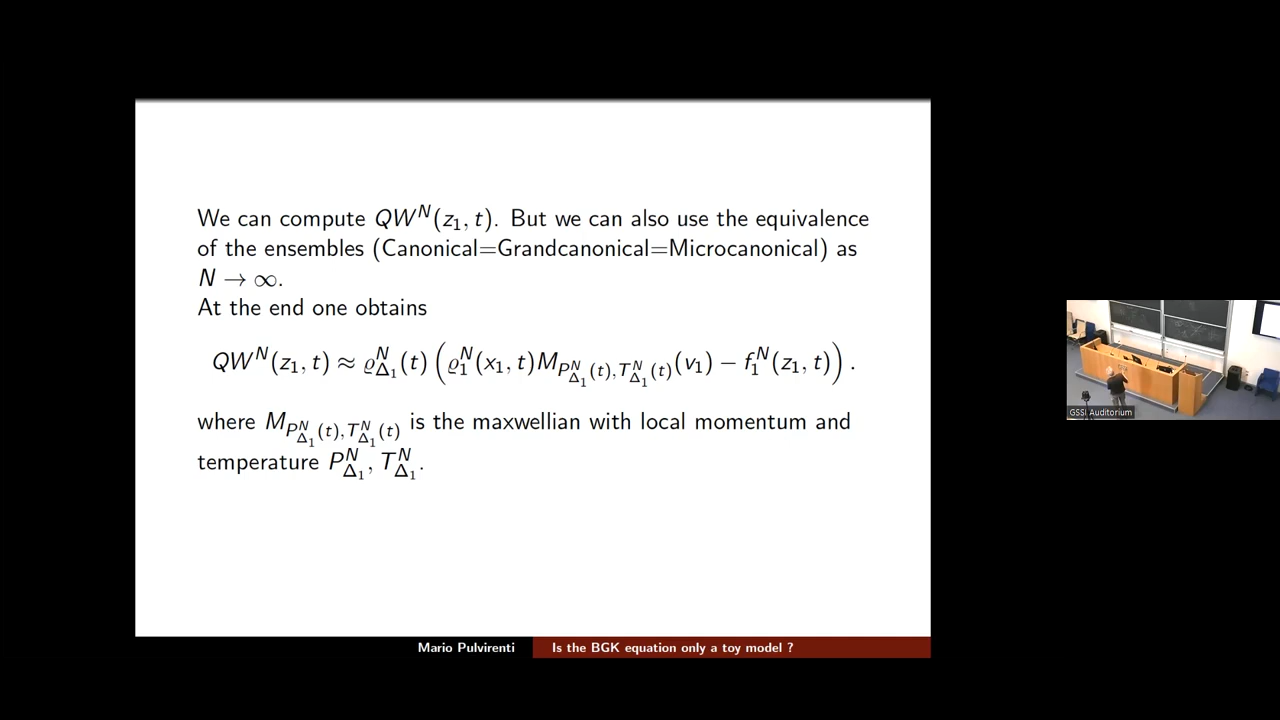 We can compute QW^N(z_1, t). But we can also use the equivalence
of the ensembles (Canonical=Grandcanonical=Microcanonical) as
N → ∞.
At the end one obtains
QW^N(z_1, t) ≈ ϱ^N_{Δ_1}(t) ( ϱ^N_1(x_1, t) M_{P^N_{Δ_1}(t), T^N_{Δ_1}(t)}(v_1) − f^N_1(z_1, t) ) .
where M_{P^N_{Δ_1}(t), T^N_{Δ_1}(t)} is the maxwellian with local momentum and
temperature P^N_{Δ_1}, T^N_{Δ_1}.
Mario Pulvirenti Is the BGK equation only a toy model ?
GSSI Auditorium